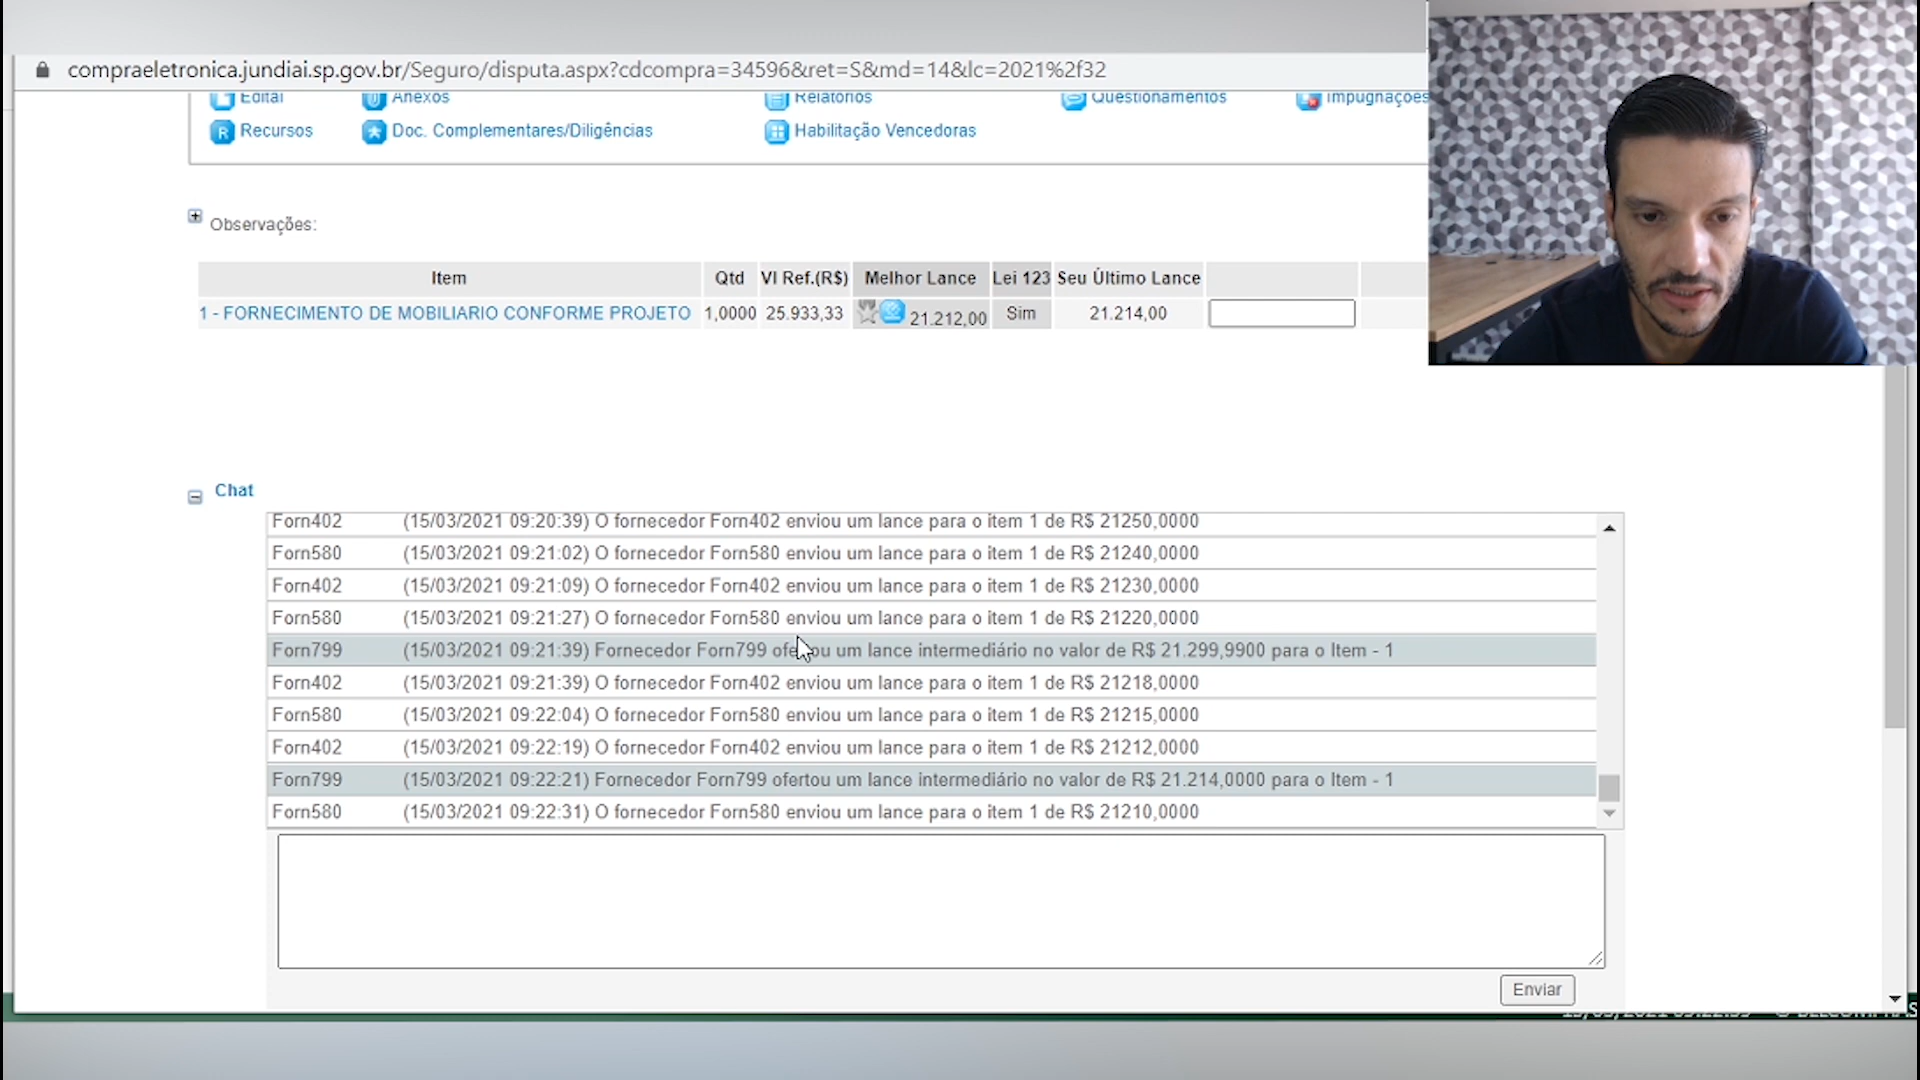 compraeletronica.jundiai.sp.gov.br/Seguro/disputa.aspx?cdcompra=34596&ret=S&md=14&lc=2021%2f32
Edital Anexos Relatórios Questionamentos Impugnações
Recursos Doc. Complementares/Diligências Habilitação Vencedoras
Observações:
Item Qtd Vl Ref.(R$) Melhor Lance Lei 123 Seu Último Lance
1 - FORNECIMENTO DE MOBILIARIO CONFORME PROJETO 1,0000 25.933,33 21.212,00 Sim 21.214,00
Chat
Forn402 (15/03/2021 09:20:39) O fornecedor Forn402 enviou um lance para o item 1 de R$ 21250,0000
Forn580 (15/03/2021 09:21:02) O fornecedor Forn580 enviou um lance para o item 1 de R$ 21240,0000
Forn402 (15/03/2021 09:21:09) O fornecedor Forn402 enviou um lance para o item 1 de R$ 21230,0000
Forn580 (15/03/2021 09:21:27) O fornecedor Forn580 enviou um lance para o item 1 de R$ 21220,0000
Forn799 (15/03/2021 09:21:39) Fornecedor Forn799 ofertou um lance intermediário no valor de R$ 21.299,9900 para o Item - 1
Forn402 (15/03/2021 09:21:39) O fornecedor Forn402 enviou um lance para o item 1 de R$ 21218,0000
Forn580 (15/03/2021 09:22:04) O fornecedor Forn580 enviou um lance para o item 1 de R$ 21215,0000
Forn402 (15/03/2021 09:22:19) O fornecedor Forn402 enviou um lance para o item 1 de R$ 21212,0000
Forn799 (15/03/2021 09:22:21) Fornecedor Forn799 ofertou um lance intermediário no valor de R$ 21.214,0000 para o Item - 1
Forn580 (15/03/2021 09:22:31) O fornecedor Forn580 enviou um lance para o item 1 de R$ 21210,0000
Enviar